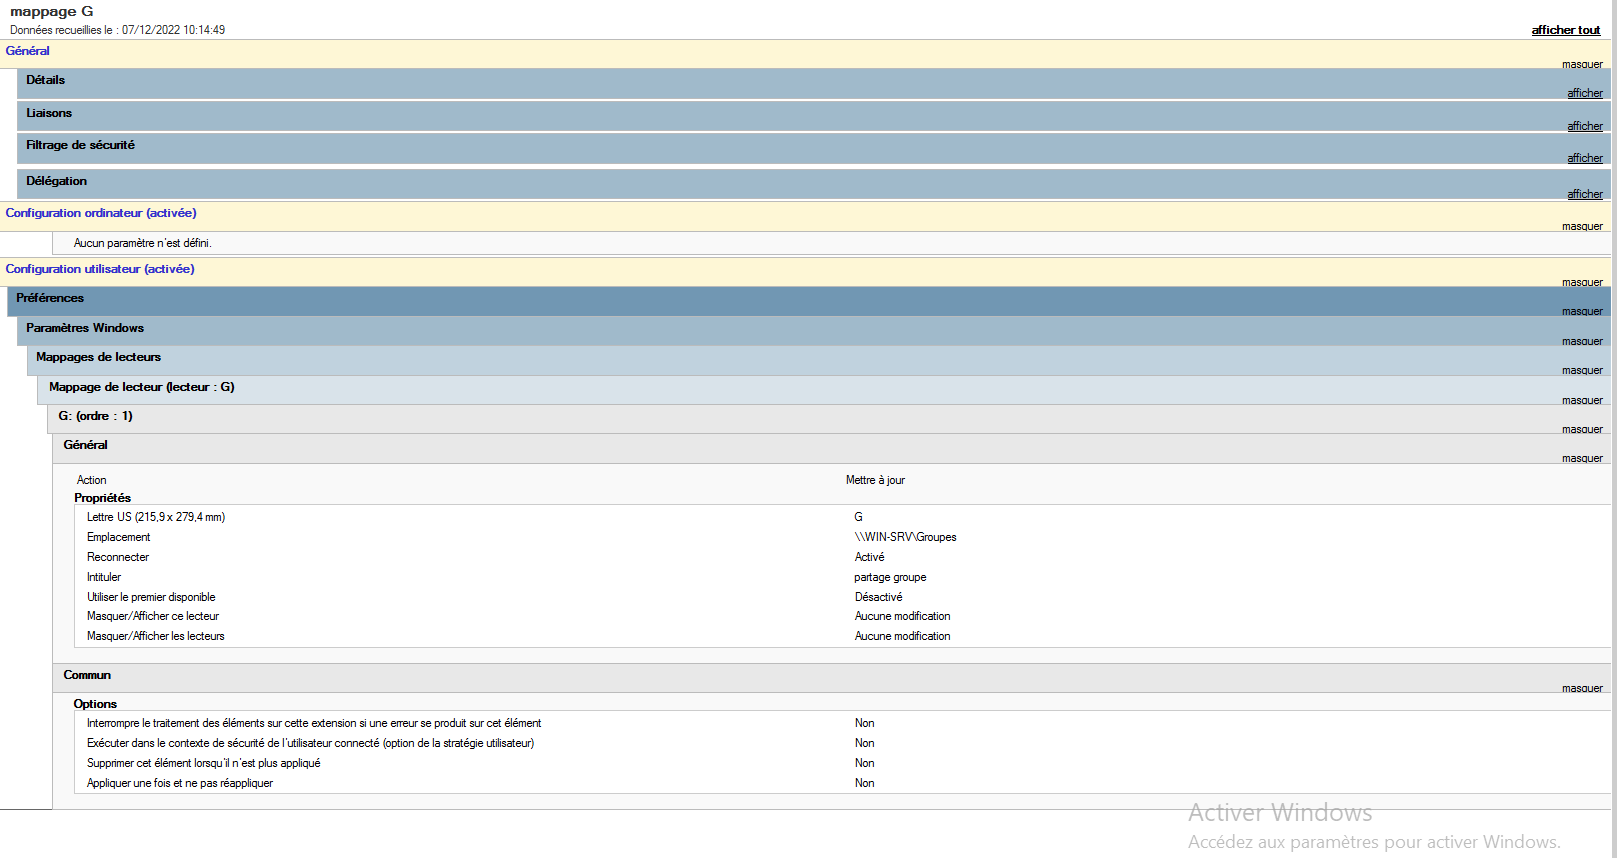 mappage G
Données recueillies le : 07/12/2022 10:14:49
afficher tout
Général
masquer
Détails
afficher
Liaisons
afficher
Filtrage de sécurité
afficher
Délégation
afficher
Configuration ordinateur (activée)
masquer
Aucun paramètre n'est défini.
Configuration utilisateur (activée)
masquer
Préférences
masquer
Paramètres Windows
masquer
Mappages de lecteurs
masquer
Mappage de lecteur (lecteur : G)
masquer
G: (ordre : 1)
masquer
Général
masquer
Action Mettre à jour
Propriétés
Lettre US (215,9 x 279,4 mm) G
Emplacement \\WIN-SRV\Groupes
Reconnecter Activé
Intituler partage groupe
Utiliser le premier disponible Désactivé
Masquer/Afficher ce lecteur Aucune modification
Masquer/Afficher les lecteurs Aucune modification
Commun
masquer
Options
Interrompre le traitement des éléments sur cette extension si une erreur se produit sur cet élément Non
Exécuter dans le contexte de sécurité de l'utilisateur connecté (option de la stratégie utilisateur) Non
Supprimer cet élément lorsqu'il n'est plus appliqué Non
Appliquer une fois et ne pas réappliquer Non
Activer Windows
Accédez aux paramètres pour activer Windows.